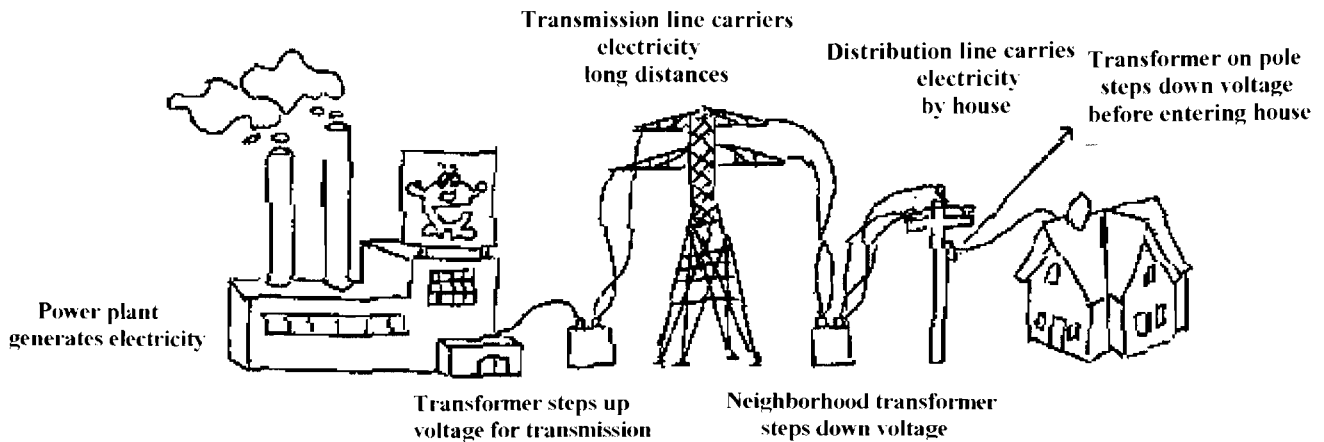 Transmission line carriers
electricity
long distances
Distribution line carries
electricity
by house
Transformer on pole
steps down voltage
before entering house
Power plant
generates electricity
Transformer steps up
voltage for transmission
Neighborhood transformer
steps down voltage